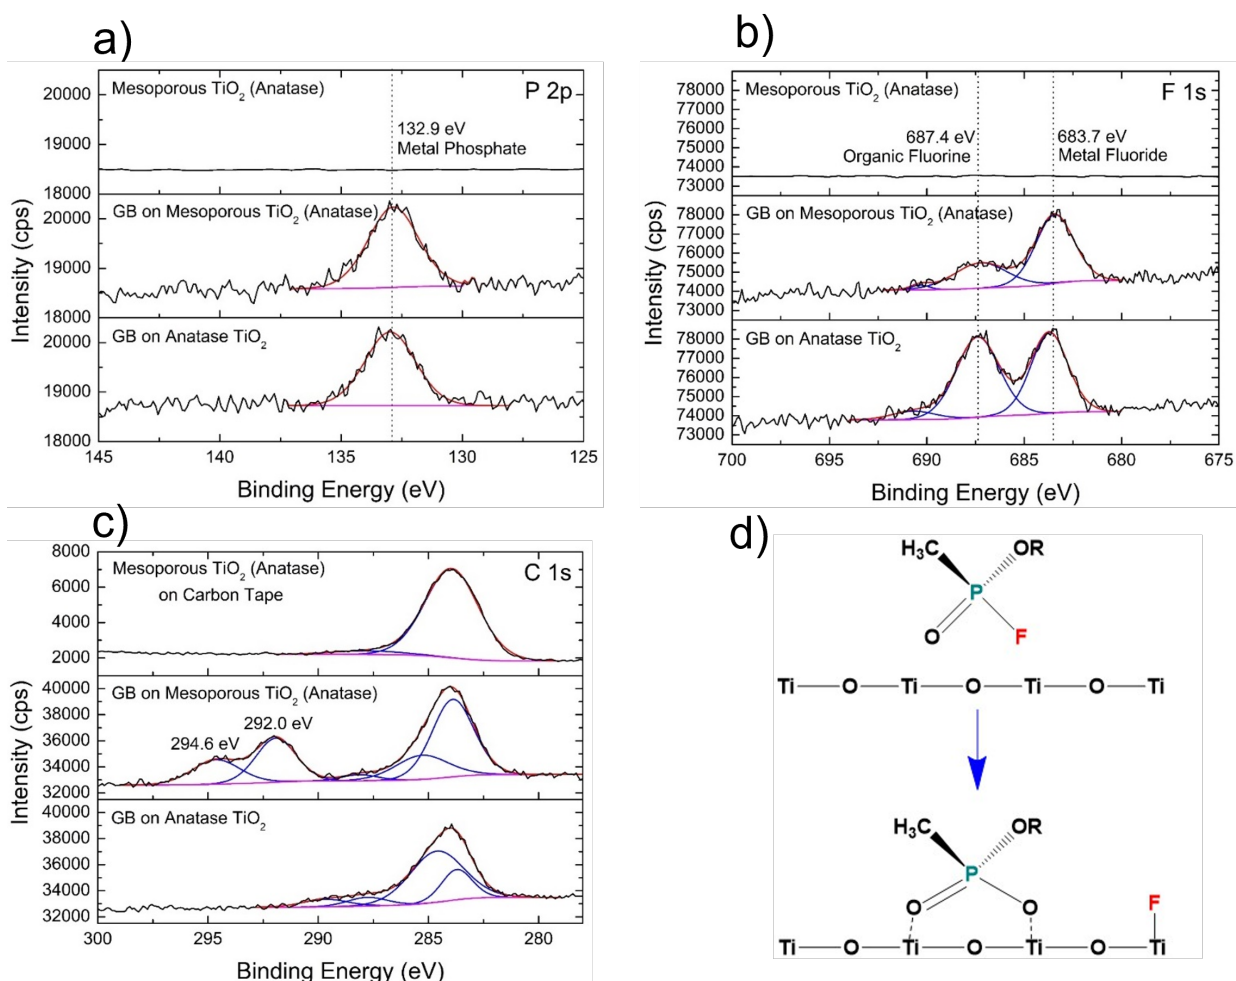 a)
Mesoporous TiO2 (Anatase)
P 2p
132.9 eV
Metal Phosphate
GB on Mesoporous TiO2 (Anatase)
GB on Anatase TiO2
20000
19000
18000
20000
19000
18000
20000
19000
18000
Intensity (cps)
145 140 135 130 125
Binding Energy (eV)
b)
Mesoporous TiO2 (Anatase)
F 1s
687.4 eV
Organic Fluorine
683.7 eV
Metal Fluoride
GB on Mesoporous TiO2 (Anatase)
GB on Anatase TiO2
78000
77000
76000
75000
74000
73000
78000
76000
75000
74000
73000
78000
76000
75000
74000
73000
Intensity (cps)
700 695 690 685 680 675
Binding Energy (eV)
c)
Mesoporous TiO2 (Anatase)
on Carbon Tape
C 1s
GB on Mesoporous TiO2 (Anatase)
292.0 eV
294.6 eV
GB on Anatase TiO2
8000
6000
4000
2000
40000
38000
36000
34000
32000
40000
38000
36000
34000
32000
Intensity (cps)
300 295 290 285 280
Binding Energy (eV)
d)
H3C OR
P
O F
Ti O Ti O Ti O Ti
H3C OR
P
O O F
Ti O Ti O Ti O Ti